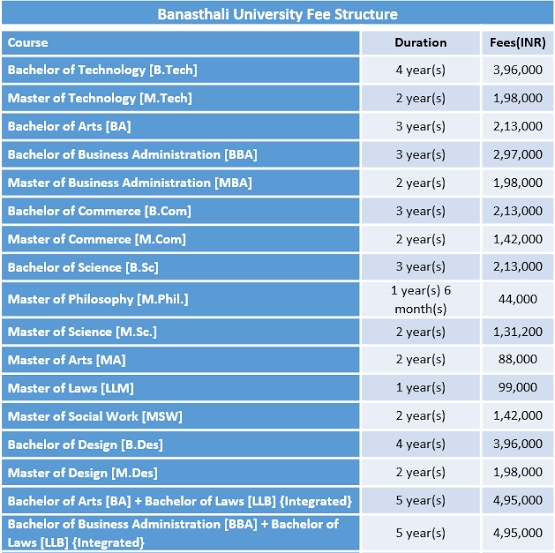 Banasthali University Fee Structure
Course Duration Fees(INR)
Bachelor of Technology [B.Tech] 4 year(s) 3,96,000
Master of Technology [M.Tech] 2 year(s) 1,98,000
Bachelor of Arts [BA] 3 year(s) 2,13,000
Bachelor of Business Administration [BBA] 3 year(s) 2,97,000
Master of Business Administration [MBA] 2 year(s) 1,98,000
Bachelor of Commerce [B.Com] 3 year(s) 2,13,000
Master of Commerce [M.Com] 2 year(s) 1,42,000
Bachelor of Science [B.Sc] 3 year(s) 2,13,000
Master of Philosophy [M.Phil.] 1 year(s) 6 month(s) 44,000
Master of Science [M.Sc.] 2 year(s) 1,31,200
Master of Arts [MA] 2 year(s) 88,000
Master of Laws [LLM] 1 year(s) 99,000
Master of Social Work [MSW] 2 year(s) 1,42,000
Bachelor of Design [B.Des] 4 year(s) 3,96,000
Master of Design [M.Des] 2 year(s) 1,98,000
Bachelor of Arts [BA] + Bachelor of Laws [LLB] {Integrated} 5 year(s) 4,95,000
Bachelor of Business Administration [BBA] + Bachelor of
Laws [LLB] {Integrated} 5 year(s) 4,95,000